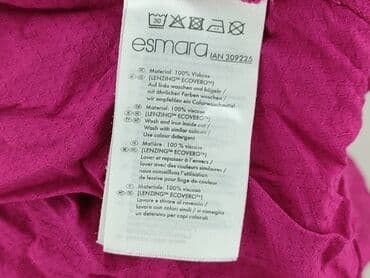 30
esmara IAN 309225
Material: 100% Viskose
(LENZING™ ECOVERO™)
Auf links waschen und bügeln /
mit ähnlichen Farben waschen /
wir empfehlen ein Colorwaschmittel
Material: 100% viscose
(LENZING™ ECOVERO™)
Wash and iron inside out /
Wash with similar colours /
Use colour detergent
Matière: 100% viscose
(LENZING™ ECOVERO™)
Laver et repasser à l'envers /
laver avec couleurs similaires /
nous conseillons l'utilisation
de lessive pour linge de couleur
Materiale: 100% viscosa
(LENZING™ ECOVERO™)
Lavare e stirare al rovescio /
lavare con colori simili / si consiglia
un detersivo per capi colorati